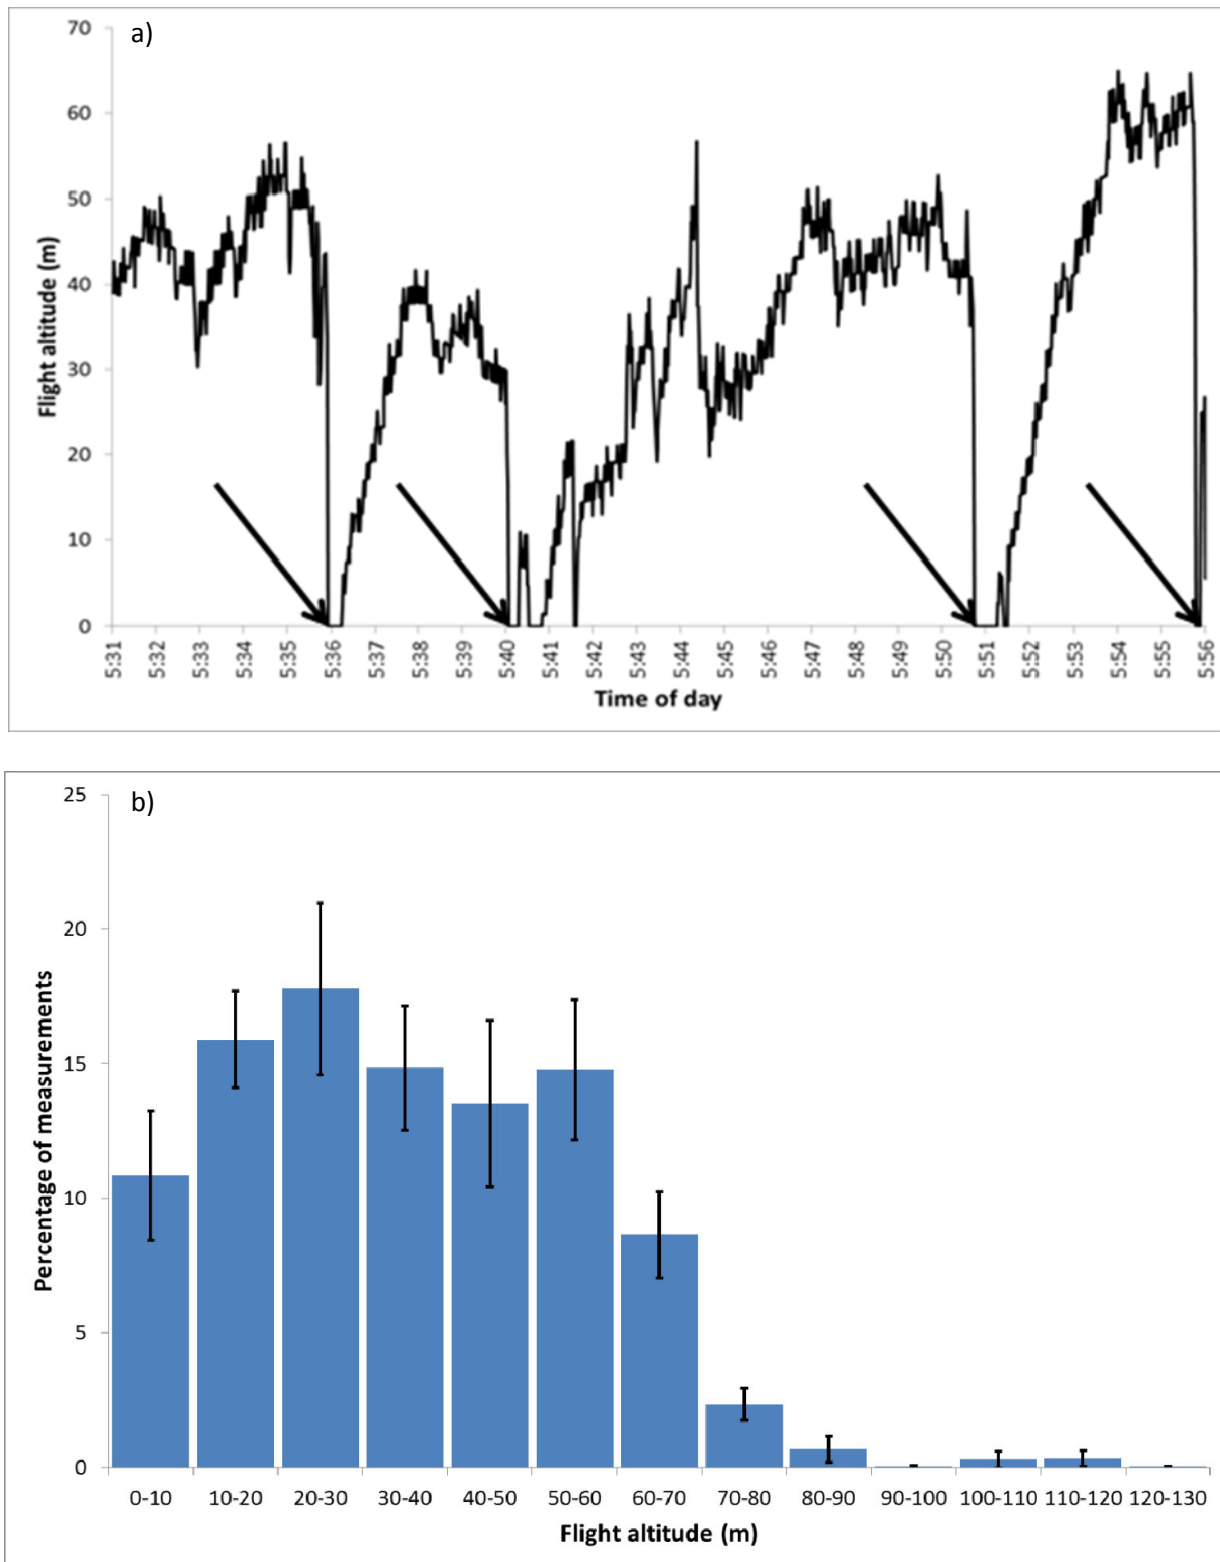 a)
70
60
50
40
30
20
10
0
Flight altitude (m)
5:31 5:32 5:33 5:34 5:35 5:36 5:37 5:38 5:39 5:40 5:41 5:42 5:43 5:44 5:46 5:47 5:48 5:49 5:50 5:51 5:52 5:53 5:54 5:55 5:56
Time of day
b)
25
20
15
10
5
0
Percentage of measurements
0-10 10-20 20-30 30-40 40-50 50-60 60-70 70-80 80-90 90-100 100-110 110-120 120-130
Flight altitude (m)